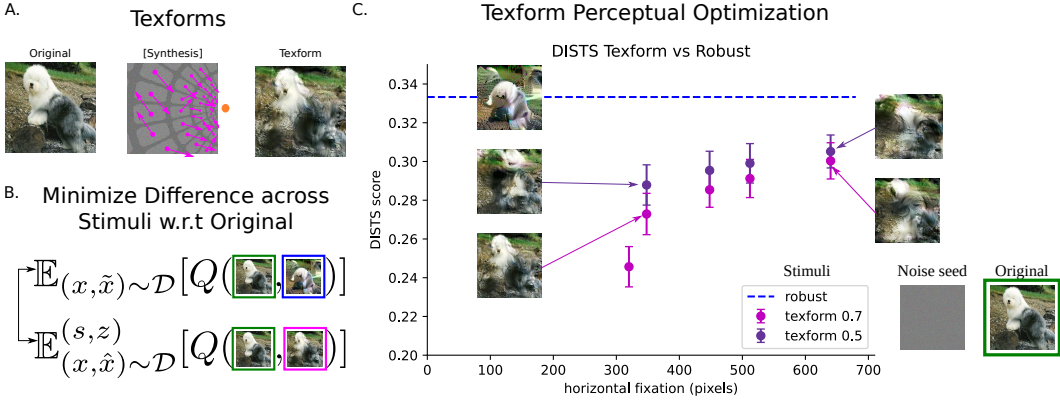 A.
Texforms
Original
[Synthesis]
Texform
B.
Minimize Difference across
Stimuli w.r.t Original
𝔼(x,x̃)∼𝒟[Q( , )]
𝔼(s,z)(x,x̂)∼𝒟[Q( , )]
C.
Texform Perceptual Optimization
DISTS Texform vs Robust
DISTS score
0.34
0.32
0.30
0.28
0.26
0.24
0.22
0.20
0
100
200
300
400
500
600
700
horizontal fixation (pixels)
Stimuli
robust
texform 0.7
texform 0.5
Noise seed
Original